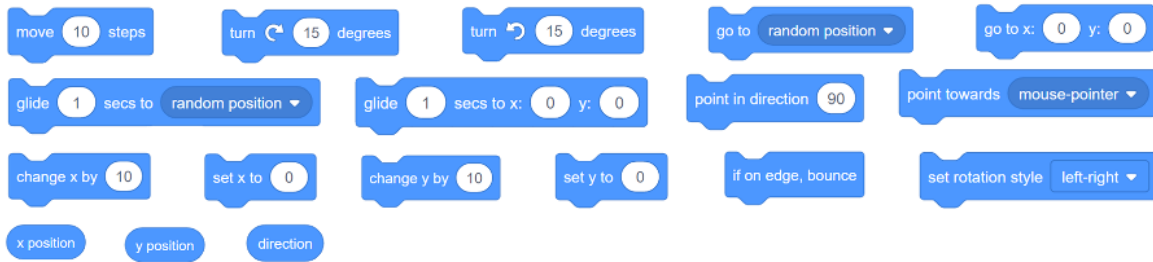 move 10 steps
turn 15 degrees
turn 15 degrees
go to random position
go to x: 0 y: 0
glide 1 secs to random position
glide 1 secs to x: 0 y: 0
point in direction 90
point towards mouse-pointer
change x by 10
set x to 0
change y by 10
set y to 0
if on edge, bounce
set rotation style left-right
x position
y position
direction